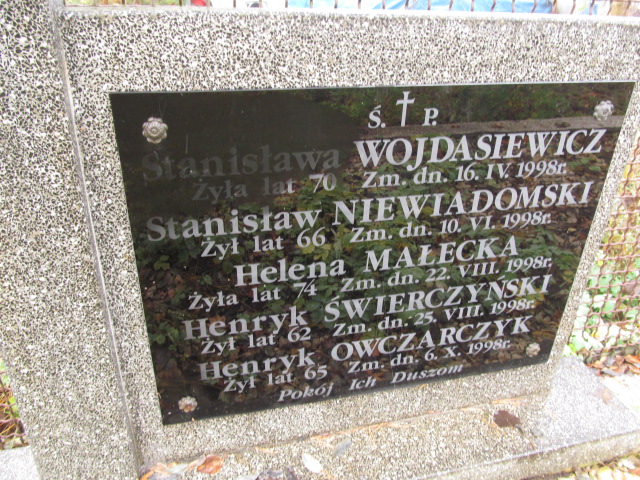 Ś. P.
Stanisława WOJDASIEWICZ
Żyła lat 70 Zm. dn. 16. IV. 1998r.
Stanisław NIEWIADOMSKI
Żył lat 66 Zm. dn. 10. VI. 1998r.
Helena MAŁECKA
Żyła lat 74 Zm. dn. 22. VIII. 1998r.
Henryk ŚWIERCZYŃSKI
Żył lat 62 Zm. dn. 25. VIII. 1998r.
Henryk OWCZARCZYK
Żył lat 65 Zm. dn. 6. X. 1998r.
Pokój Ich Duszom